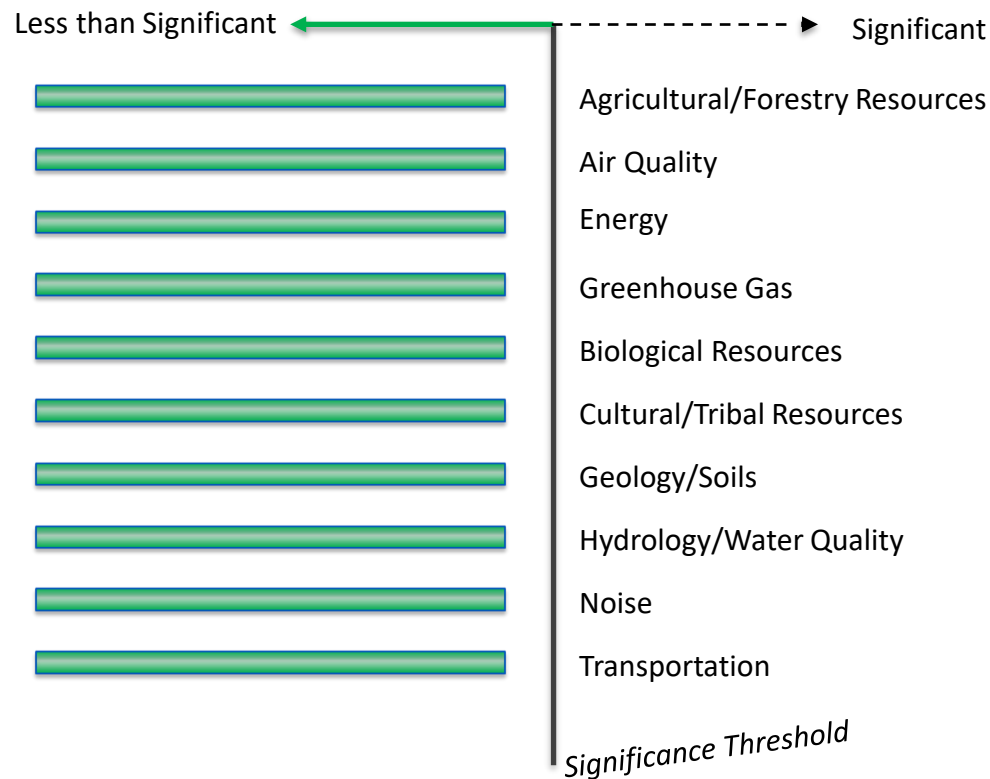 Less than Significant
Significant
Agricultural/Forestry Resources
Air Quality
Energy
Greenhouse Gas
Biological Resources
Cultural/Tribal Resources
Geology/Soils
Hydrology/Water Quality
Noise
Transportation
Significance Threshold